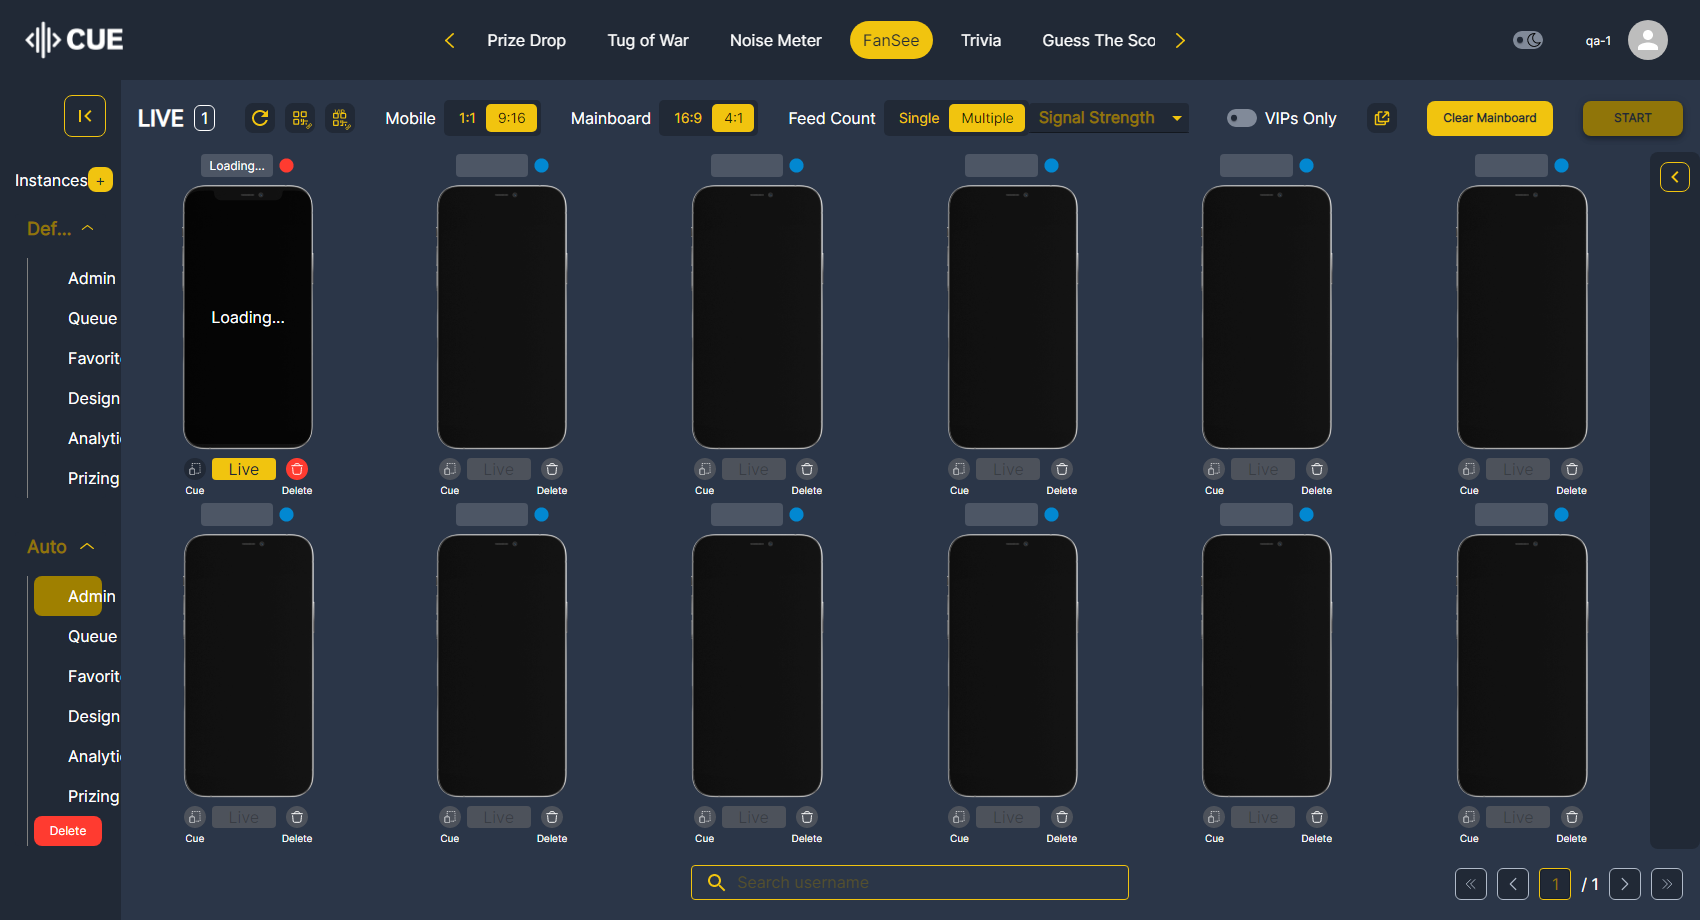 CUE
Prize Drop
Tug of War
Noise Meter
FanSee
Trivia
Guess The Sco
qa-1
LIVE 1
Mobile 1:1 9:16
Mainboard 16:9 4:1
Feed Count Single Multiple Signal Strength
VIPs Only
Clear Mainboard
START
Instances +
Def...
Admin
Queue
Favorit
Design
Analyti
Prizing
Auto
Admin
Queue
Favorit
Design
Analyti
Prizing
Delete
Loading...
Loading...
Live Live Live Live Live Live
Cue Delete Cue Delete Cue Delete Cue Delete Cue Delete Cue Delete
Live Live Live Live Live Live
Cue Delete Cue Delete Cue Delete Cue Delete Cue Delete Cue Delete
Search username
1 / 1